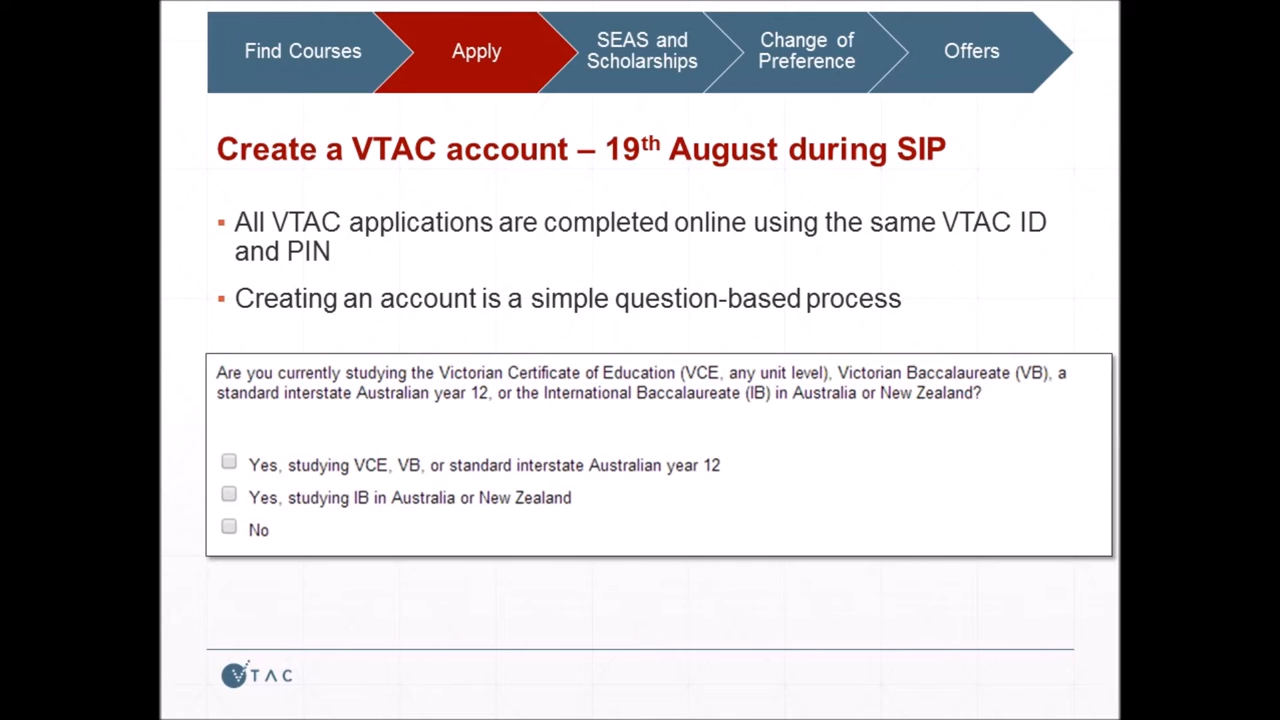 Find Courses
Apply
SEAS and
Scholarships
Change of
Preference
Offers
Create a VTAC account – 19th August during SIP
▪ All VTAC applications are completed online using the same VTAC ID
and PIN
▪ Creating an account is a simple question-based process
Are you currently studying the Victorian Certificate of Education (VCE, any unit level), Victorian Baccalaureate (VB), a
standard interstate Australian year 12, or the International Baccalaureate (IB) in Australia or New Zealand?
Yes, studying VCE, VB, or standard interstate Australian year 12
Yes, studying IB in Australia or New Zealand
No
VTAC